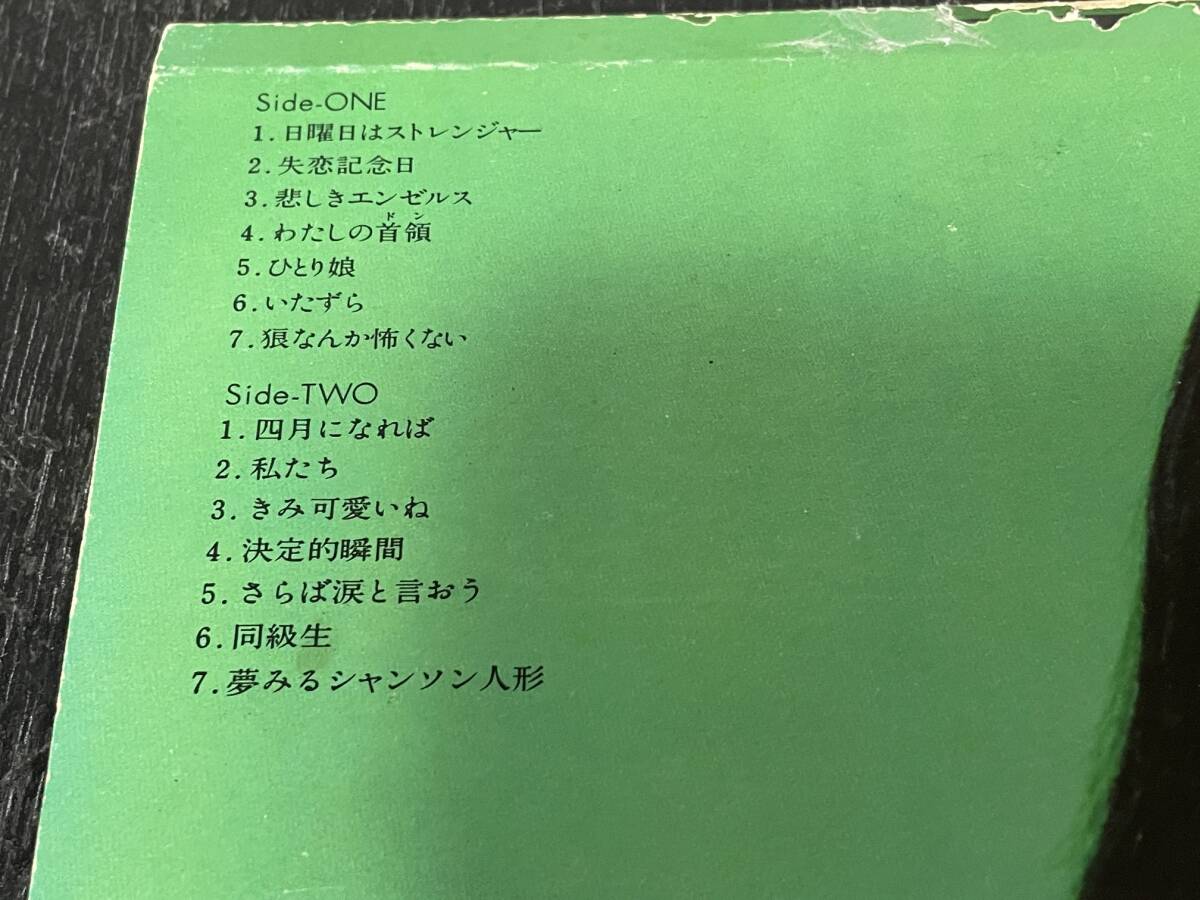 Side-ONE
1.日曜日はストレンジャー
2.失恋記念日
3.悲しきエンゼルス
ドン
4.わたしの首領
5.ひとり娘
6.いたずら
7.狼なんか怖くない
Side-TWO
1.四月になれば
2.私たち
3.きみ可愛いね
4.決定的瞬間
5.さらば涙と言おう
6.同級生
7.夢みるシャンソン人形